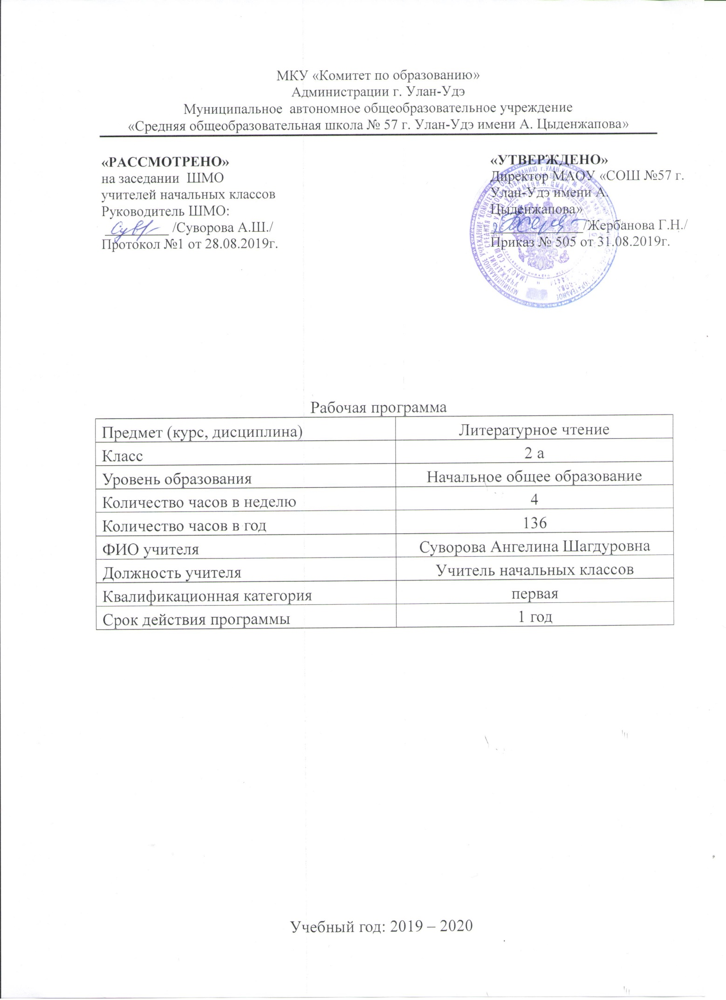 МКУ «Комитет по образованию»
Администрации г. Улан-Удэ
Муниципальное автономное общеобразовательное учреждение
«Средняя общеобразовательная школа № 57 г. Улан-Удэ имени А. Цыденжапова»
«РАССМОТРЕНО»
на заседании ШМО
учителей начальных классов
Руководитель ШМО:
/Суворова А.Ш./
Протокол №1 от 28.08.2019г.
«УТВЕРЖДЕНО»
Директор МАОУ «СОШ №57 г.
Улан-Удэ имени А.
Цыденжапова»
/Жербанова Г.Н./
Приказ № 505 от 31.08.2019г.
Рабочая программа
Предмет (курс, дисциплина) Литературное чтение
Класс 2 а
Уровень образования Начальное общее образование
Количество часов в неделю 4
Количество часов в год 136
ФИО учителя Суворова Ангелина Шагдуровна
Должность учителя Учитель начальных классов
Квалификационная категория первая
Срок действия программы 1 год
Учебный год: 2019 – 2020